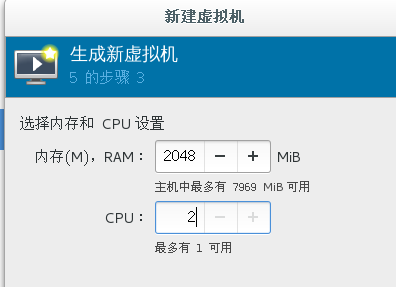 新建虚拟机
生成新虚拟机
5 的步骤 3
选择内存和 CPU 设置
内存(M)，RAM： 2048 − + MiB
主机中最多有 7969 MiB 可用
CPU： 2 − +
最多有 1 可用